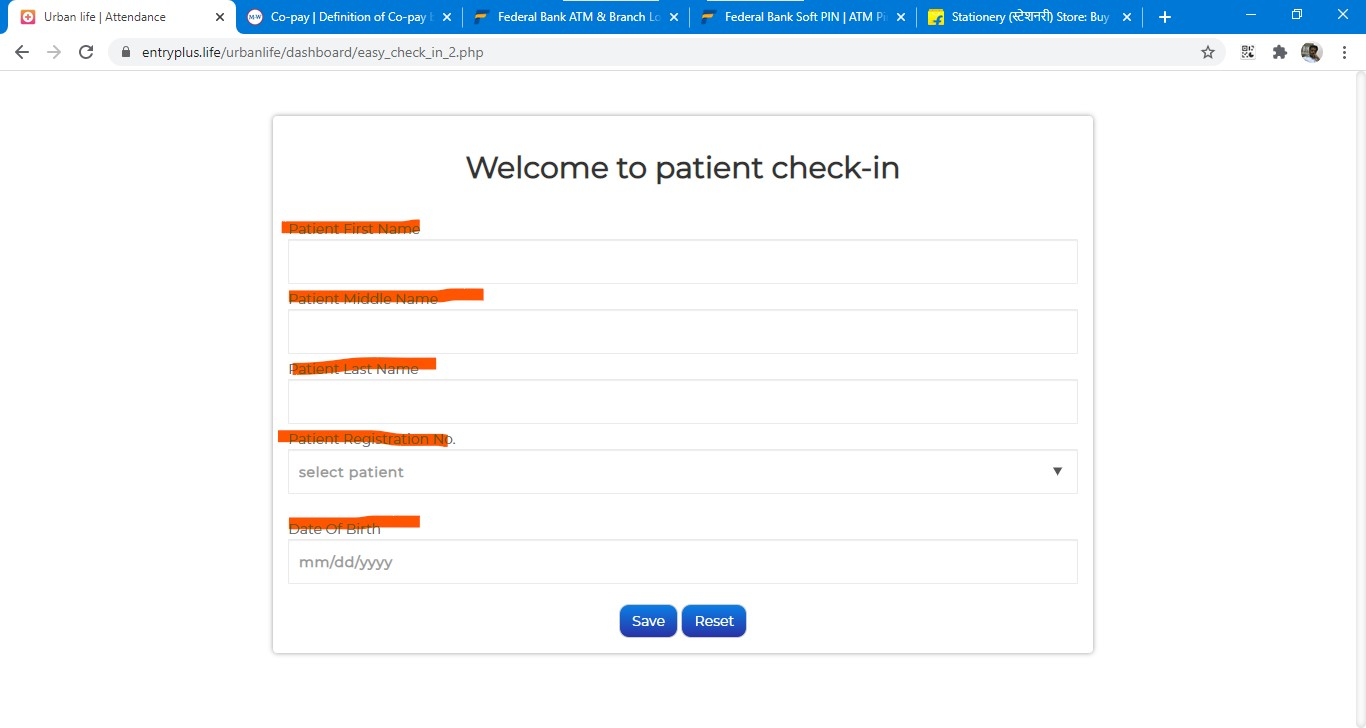 Urban life | Attendance
Co-pay | Definition of Co-pay
Federal Bank ATM & Branch Lo
Federal Bank Soft PIN | ATM Pi
Stationery (स्टेशनरी) Store: Buy
entryplus.life/urbanlife/dashboard/easy_check_in_2.php
Welcome to patient check-in
Patient First Name
Patient Middle Name
Patient Last Name
Patient Registration No.
select patient
Date Of Birth
mm/dd/yyyy
Save Reset